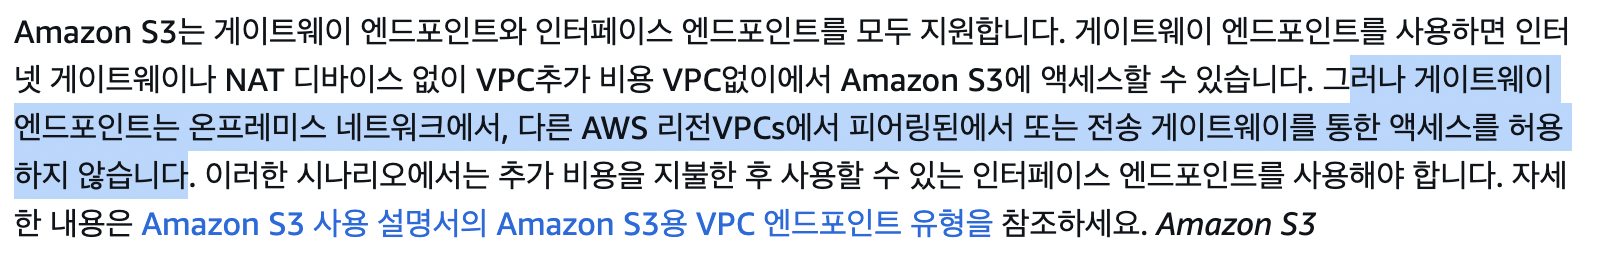 Amazon S3는 게이트웨이 엔드포인트와 인터페이스 엔드포인트를 모두 지원합니다. 게이트웨이 엔드포인트를 사용하면 인터
넷 게이트웨이나 NAT 디바이스 없이 VPC추가 비용 VPC없이에서 Amazon S3에 액세스할 수 있습니다. 그러나 게이트웨이
엔드포인트는 온프레미스 네트워크에서, 다른 AWS 리전VPCs에서 피어링된에서 또는 전송 게이트웨이를 통한 액세스를 허용
하지 않습니다. 이러한 시나리오에서는 추가 비용을 지불한 후 사용할 수 있는 인터페이스 엔드포인트를 사용해야 합니다. 자세
한 내용은 Amazon S3 사용 설명서의 Amazon S3용 VPC 엔드포인트 유형을 참조하세요. Amazon S3